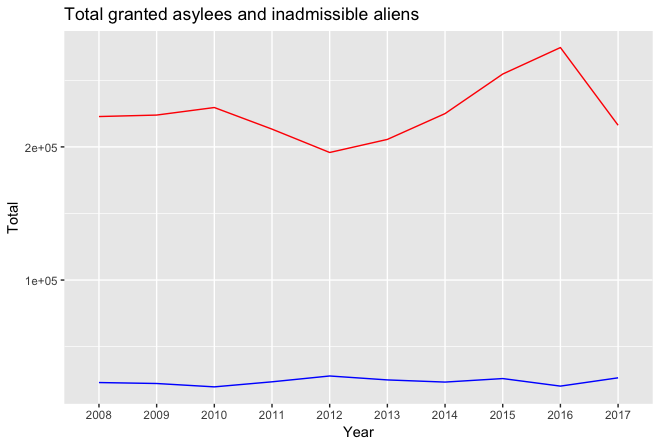 Total granted asylees and inadmissible aliens
Total
2e+05
1e+05
2008 2009 2010 2011 2012 2013 2014 2015 2016 2017
Year